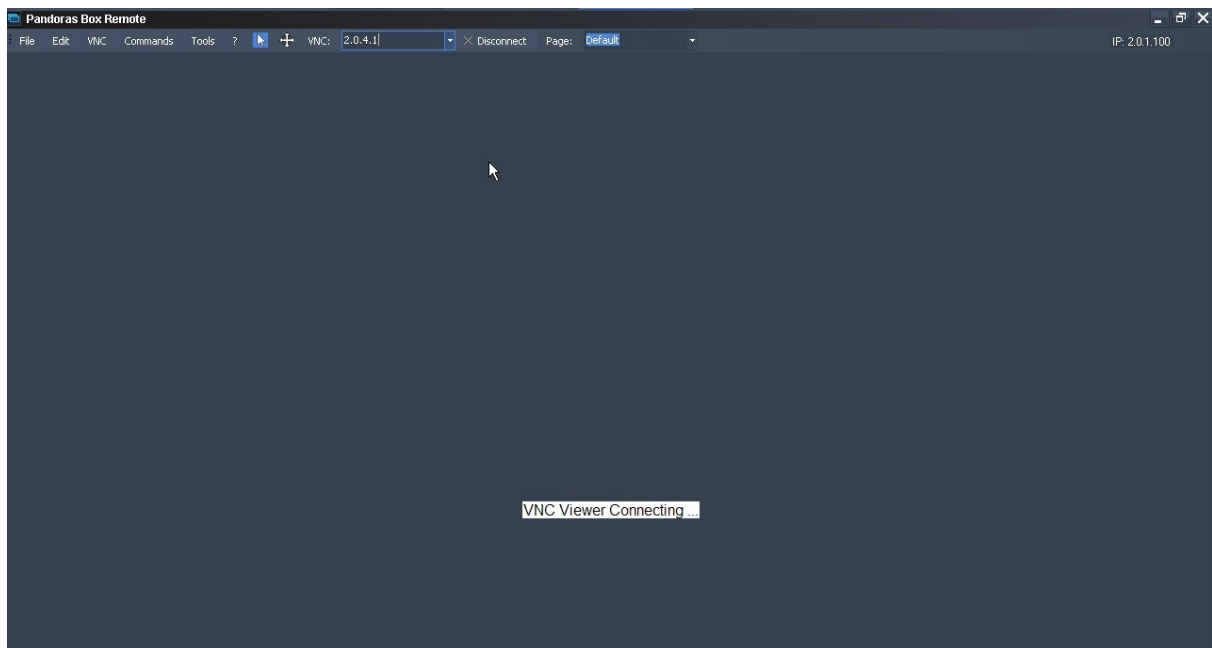 Pandoras Box Remote
File Edit VNC Commands Tools ? VNC: 2.0.4.1 Disconnect Page: Default IP: 2.0.1.100
VNC Viewer Connecting ...